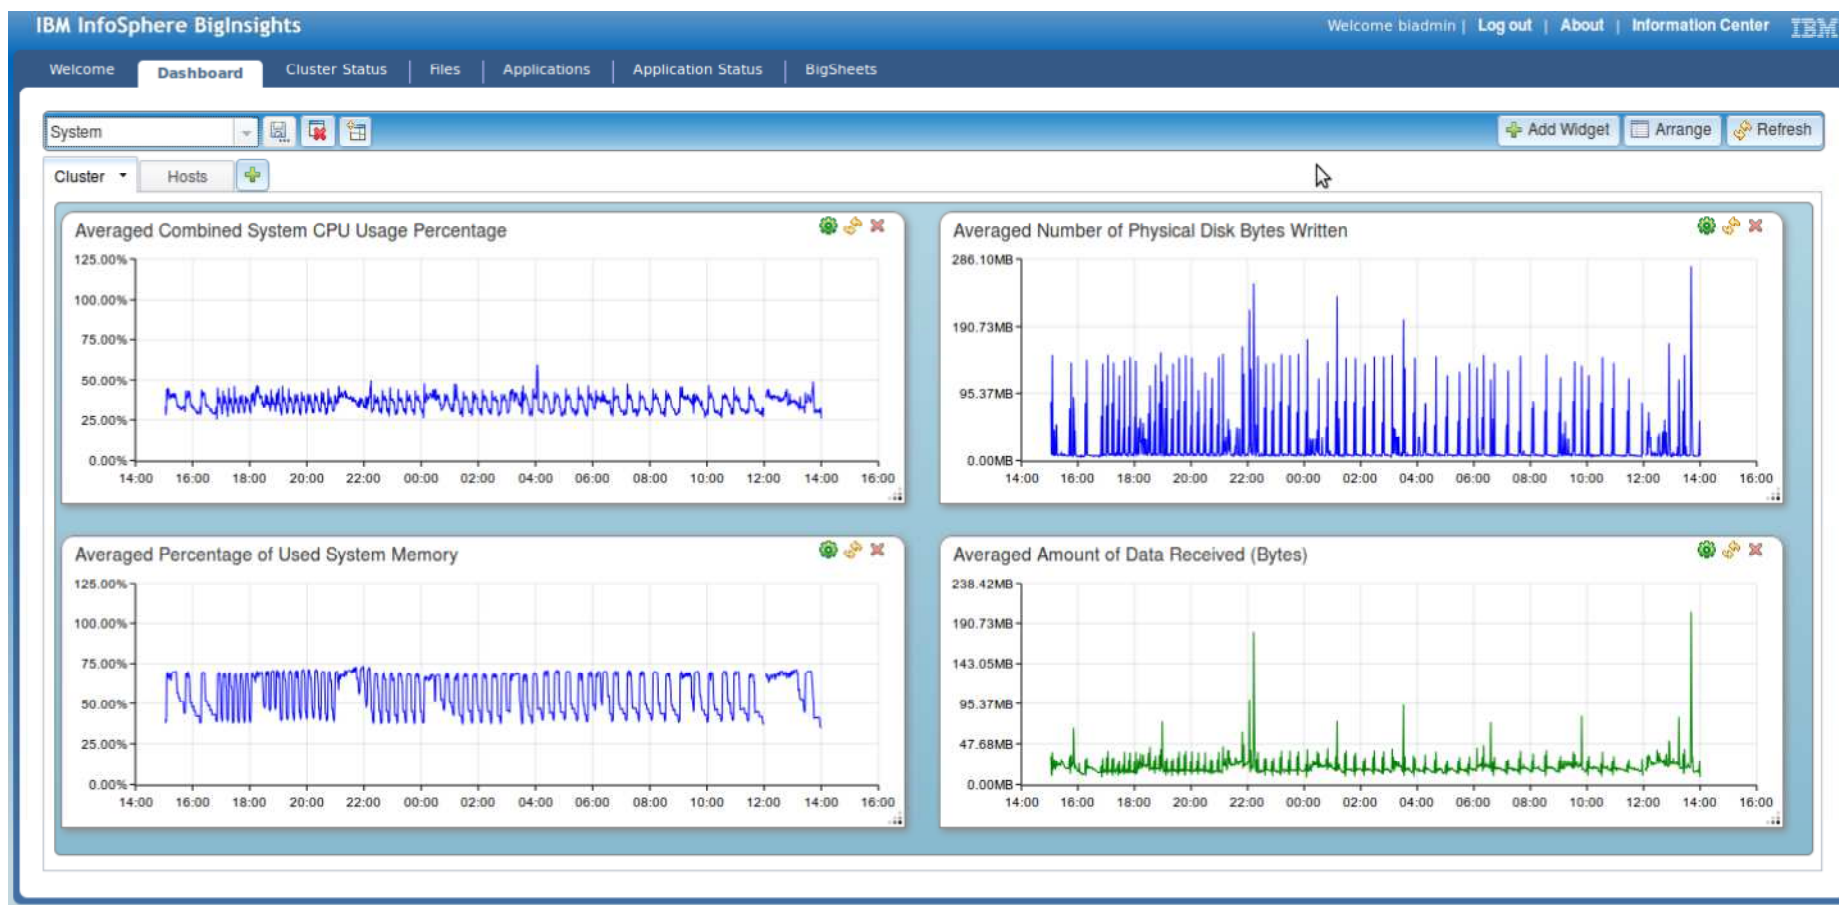 IBM InfoSphere BigInsights
Welcome biadmin | Log out | About | Information Center IBM
Welcome Dashboard Cluster Status Files Applications Application Status BigSheets
System Add Widget Arrange Refresh
Cluster Hosts
Averaged Combined System CPU Usage Percentage
125.00%
100.00%
75.00%
50.00%
25.00%
0.00%
14:00 16:00 18:00 20:00 22:00 00:00 02:00 04:00 06:00 08:00 10:00 12:00 14:00 16:00
Averaged Number of Physical Disk Bytes Written
286.10MB
190.73MB
95.37MB
0.00MB
14:00 16:00 18:00 20:00 22:00 00:00 02:00 04:00 06:00 08:00 10:00 12:00 14:00 16:00
Averaged Percentage of Used System Memory
125.00%
100.00%
75.00%
50.00%
25.00%
0.00%
14:00 16:00 18:00 20:00 22:00 00:00 02:00 04:00 06:00 08:00 10:00 12:00 14:00 16:00
Averaged Amount of Data Received (Bytes)
238.42MB
190.73MB
143.05MB
95.37MB
47.68MB
0.00MB
14:00 16:00 18:00 20:00 22:00 00:00 02:00 04:00 06:00 08:00 10:00 12:00 14:00 16:00